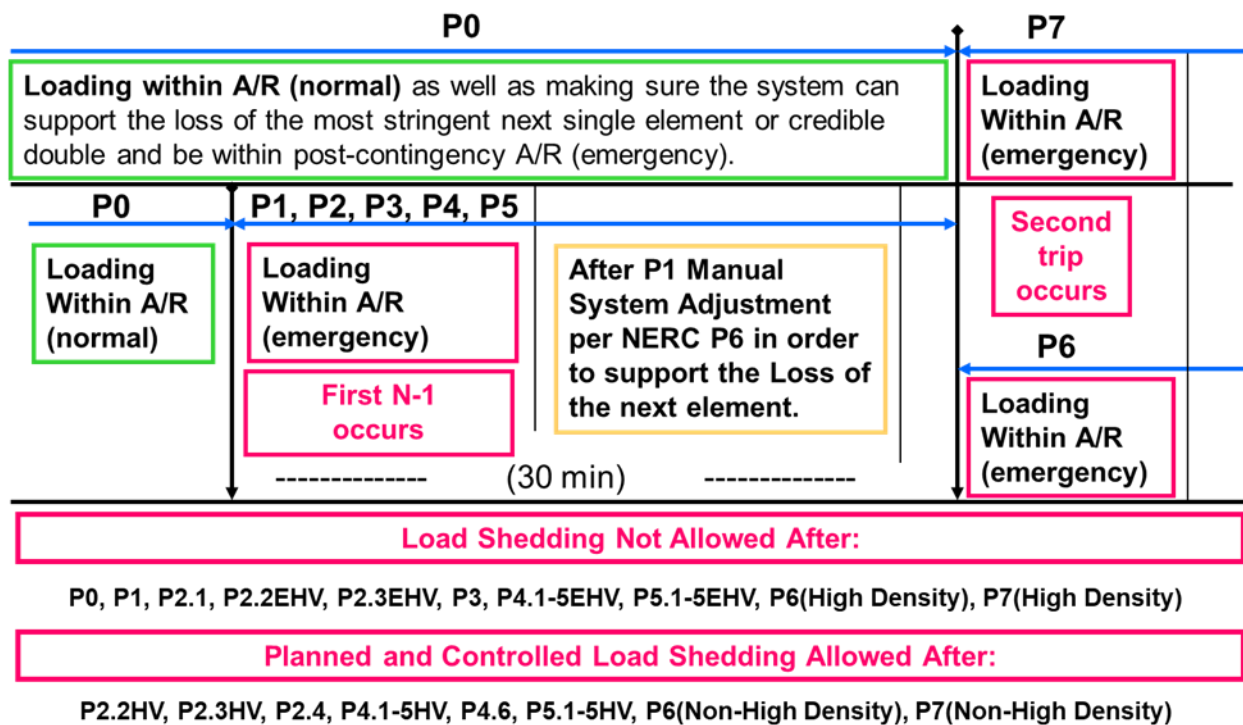 P0
P7
Loading within A/R (normal) as well as making sure the system can
support the loss of the most stringent next single element or credible
double and be within post-contingency A/R (emergency).
Loading
Within A/R
(emergency)
P0
P1, P2, P3, P4, P5
Loading
Within A/R
(normal)
Loading
Within A/R
(emergency)
First N-1
occurs
After P1 Manual
System Adjustment
per NERC P6 in order
to support the Loss of
the next element.
Second
trip
occurs
P6
Loading
Within A/R
(emergency)
-------------- (30 min) --------------
Load Shedding Not Allowed After:
P0, P1, P2.1, P2.2EHV, P2.3EHV, P3, P4.1-5EHV, P5.1-5EHV, P6(High Density), P7(High Density)
Planned and Controlled Load Shedding Allowed After:
P2.2HV, P2.3HV, P2.4, P4.1-5HV, P4.6, P5.1-5HV, P6(Non-High Density), P7(Non-High Density)